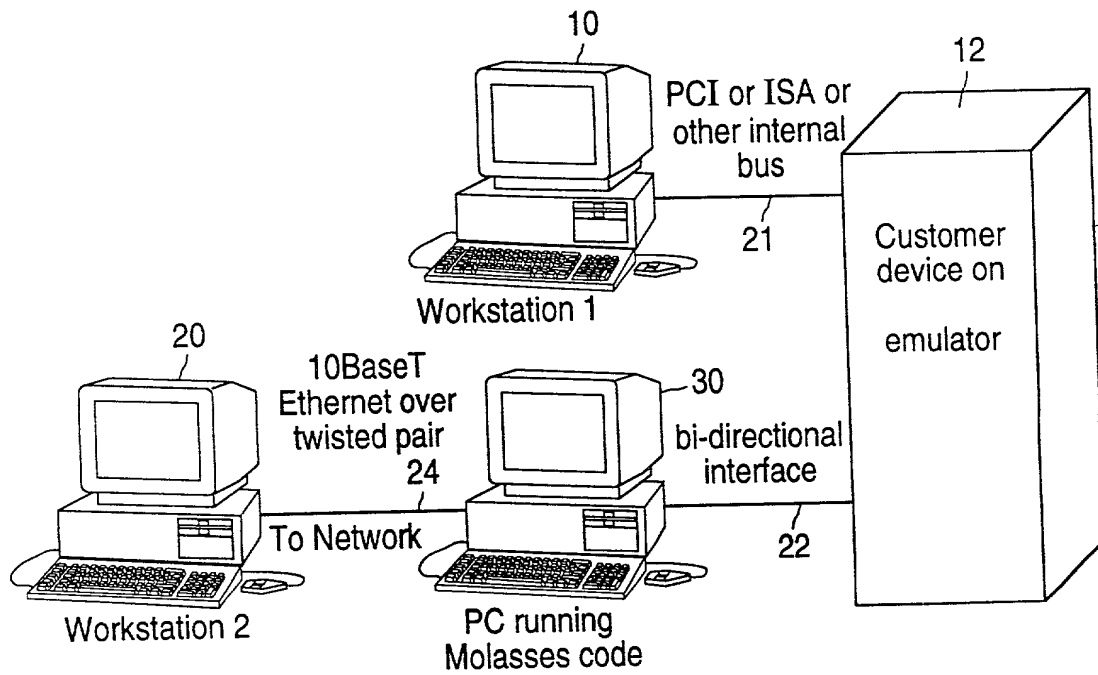 10
12
PCI or ISA or
other internal
bus
21
Customer
device on
emulator
Workstation 1
20
10BaseT
Ethernet over
twisted pair
24
To Network
30
bi-directional
interface
22
Workstation 2
PC running
Molasses code